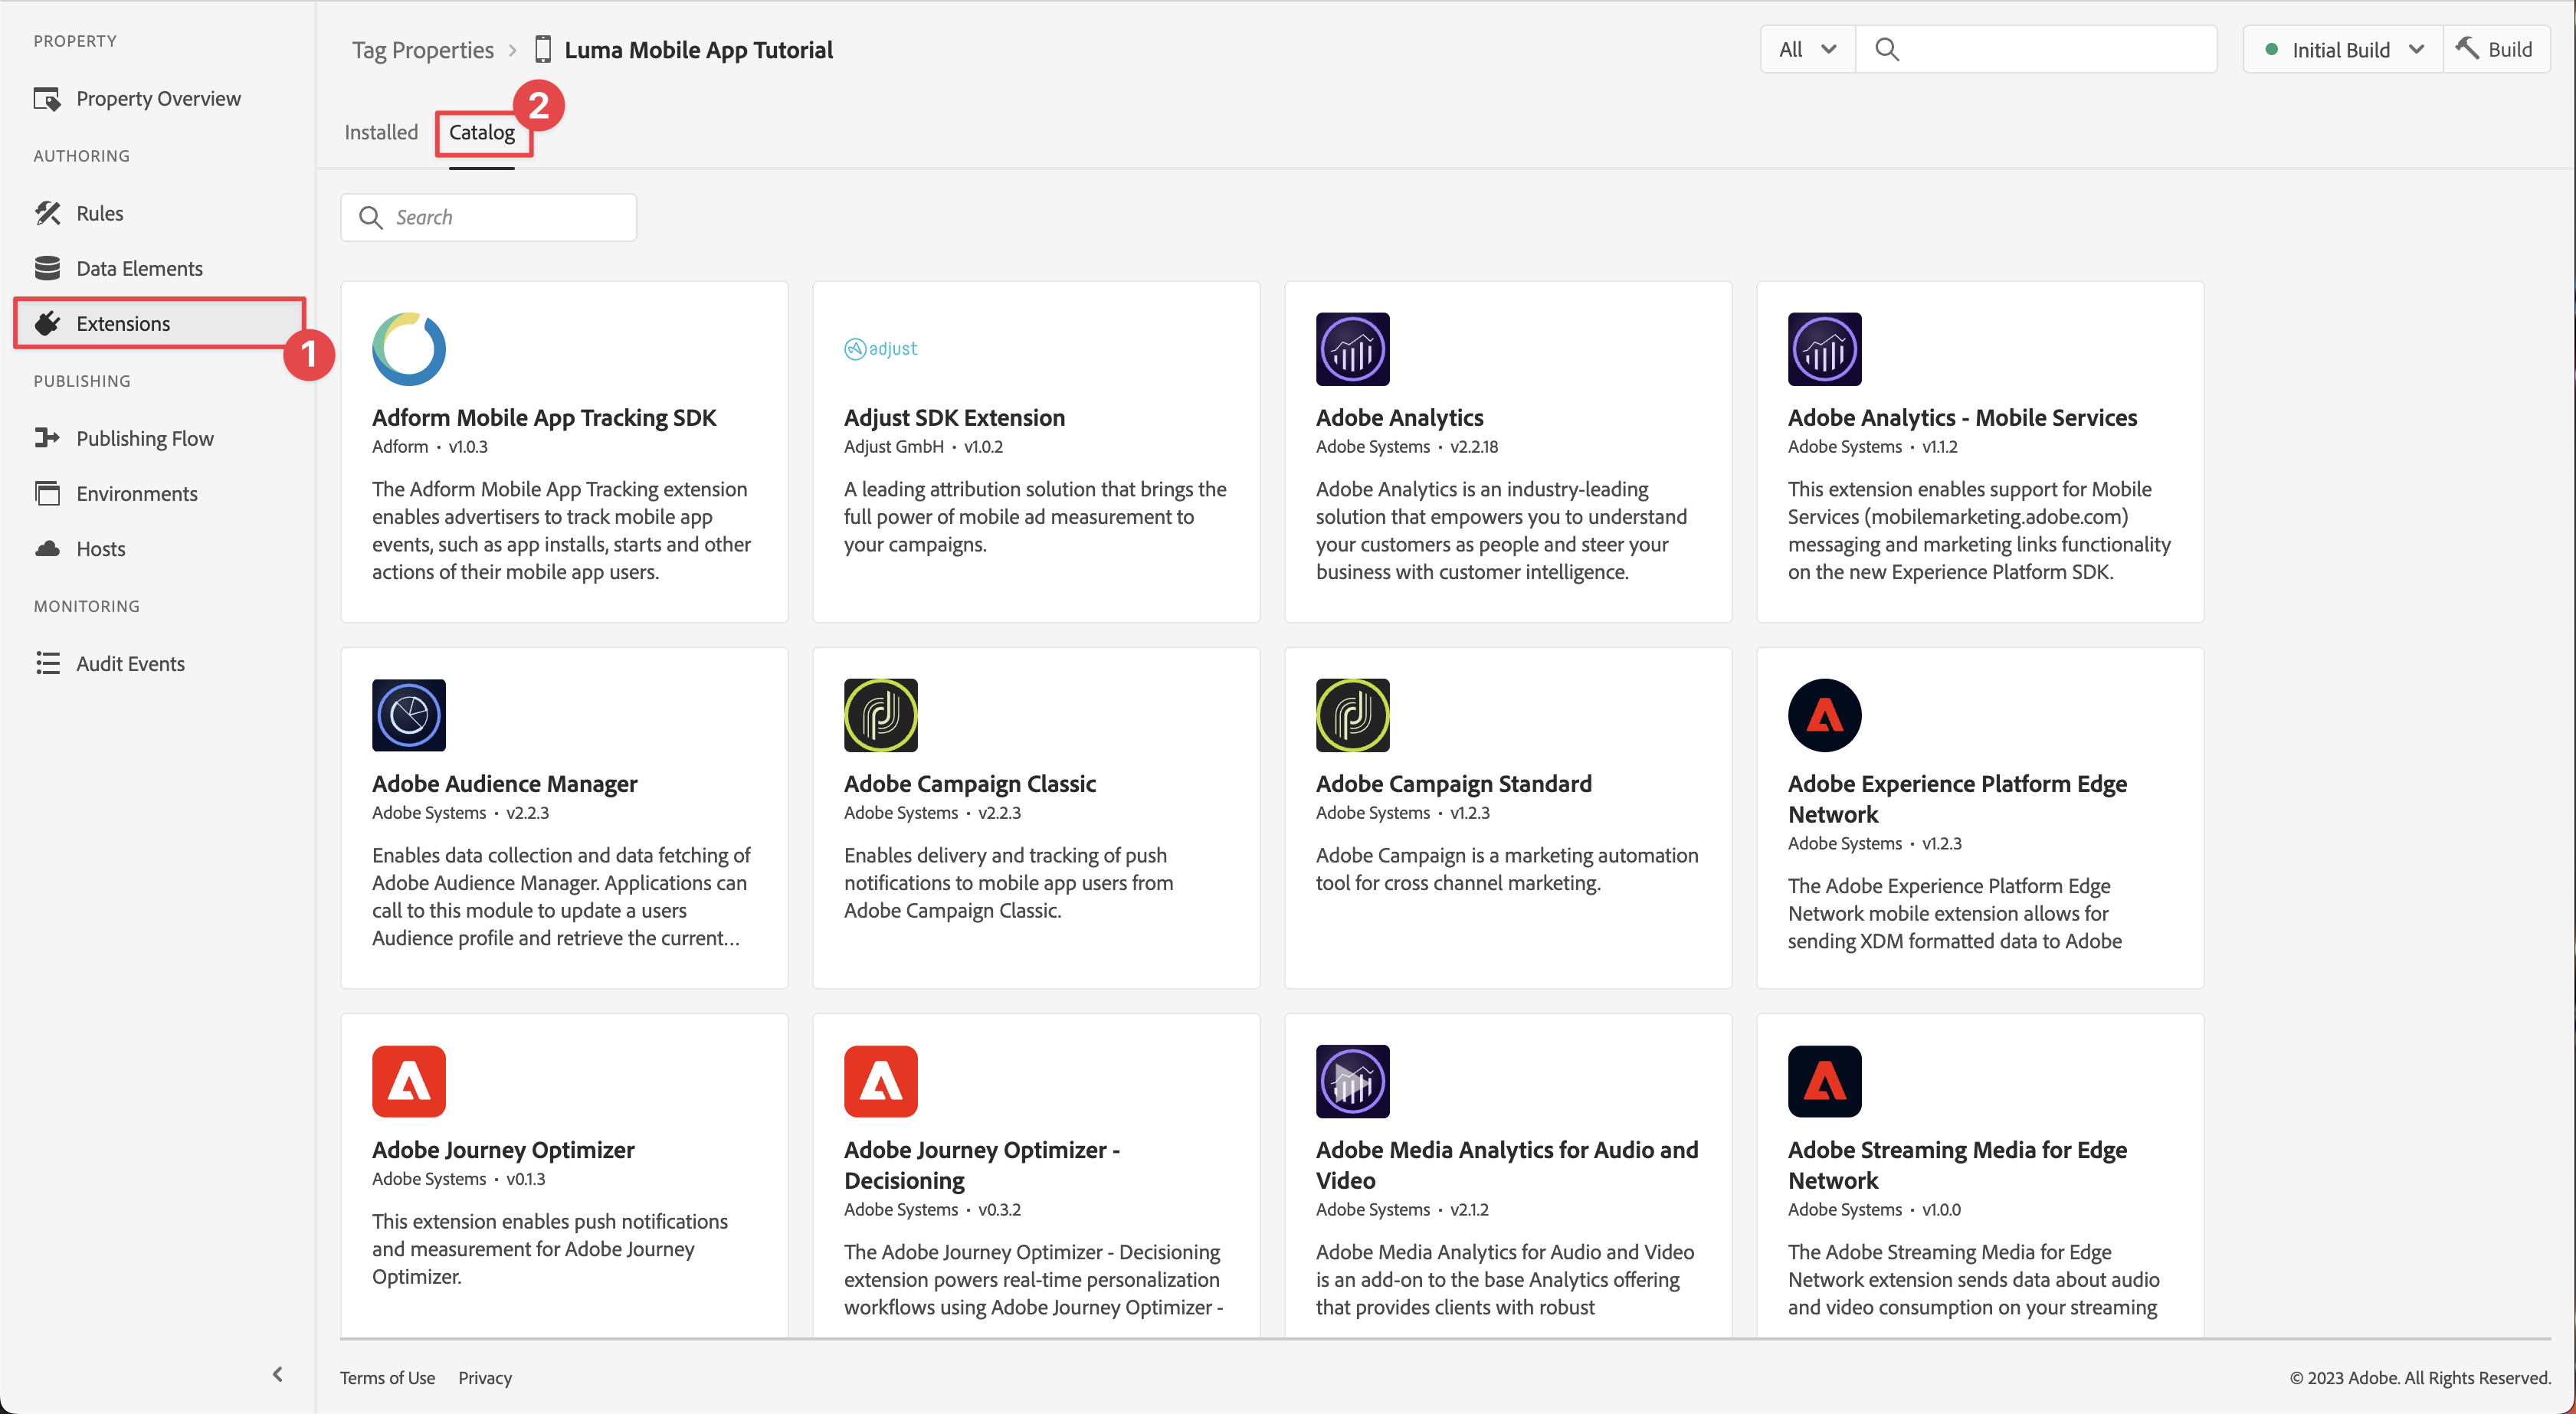 PROPERTY
Property Overview
AUTHORING
Rules
Data Elements
Extensions
1
PUBLISHING
Publishing Flow
Environments
Hosts
MONITORING
Audit Events
Tag Properties > Luma Mobile App Tutorial
All
Initial Build
Build
Installed
Catalog
2
Search
Adform Mobile App Tracking SDK
Adform · v1.0.3
The Adform Mobile App Tracking extension
enables advertisers to track mobile app
events, such as app installs, starts and other
actions of their mobile app users.
adjust
Adjust SDK Extension
Adjust GmbH · v1.0.2
A leading attribution solution that brings the
full power of mobile ad measurement to
your campaigns.
Adobe Analytics
Adobe Systems · v2.2.18
Adobe Analytics is an industry-leading
solution that empowers you to understand
your customers as people and steer your
business with customer intelligence.
Adobe Analytics - Mobile Services
Adobe Systems · v1.1.2
This extension enables support for Mobile
Services (mobilemarketing.adobe.com)
messaging and marketing links functionality
on the new Experience Platform SDK.
Adobe Audience Manager
Adobe Systems · v2.2.3
Enables data collection and data fetching of
Adobe Audience Manager. Applications can
call to this module to update a users
Audience profile and retrieve the current...
Adobe Campaign Classic
Adobe Systems · v2.2.3
Enables delivery and tracking of push
notifications to mobile app users from
Adobe Campaign Classic.
Adobe Campaign Standard
Adobe Systems · v1.2.3
Adobe Campaign is a marketing automation
tool for cross channel marketing.
Adobe Experience Platform Edge
Network
Adobe Systems · v1.2.3
The Adobe Experience Platform Edge
Network mobile extension allows for
sending XDM formatted data to Adobe
Adobe Journey Optimizer
Adobe Systems · v0.1.3
This extension enables push notifications
and measurement for Adobe Journey
Optimizer.
Adobe Journey Optimizer -
Decisioning
Adobe Systems · v0.3.2
The Adobe Journey Optimizer - Decisioning
extension powers real-time personalization
workflows using Adobe Journey Optimizer -
Adobe Media Analytics for Audio and
Video
Adobe Systems · v2.1.2
Adobe Media Analytics for Audio and Video
is an add-on to the base Analytics offering
that provides clients with robust
Adobe Streaming Media for Edge
Network
Adobe Systems · v1.0.0
The Adobe Streaming Media for Edge
Network extension sends data about audio
and video consumption on your streaming
Terms of Use
Privacy
© 2023 Adobe. All Rights Reserved.